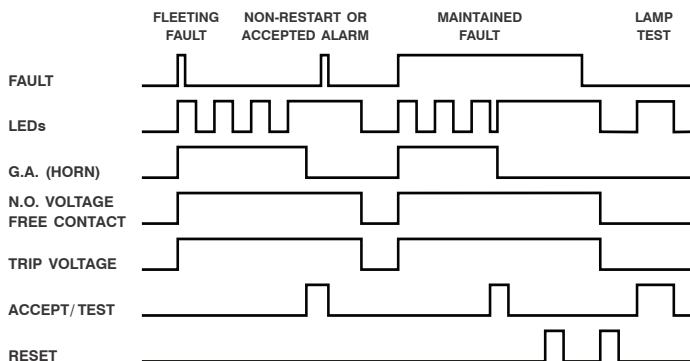 FLEETING
FAULT
NON-RESTART OR
ACCEPTED ALARM
MAINTAINED
FAULT
LAMP
TEST
FAULT
LEDs
G.A. (HORN)
N.O. VOLTAGE
FREE CONTACT
TRIP VOLTAGE
ACCEPT/TEST
RESET